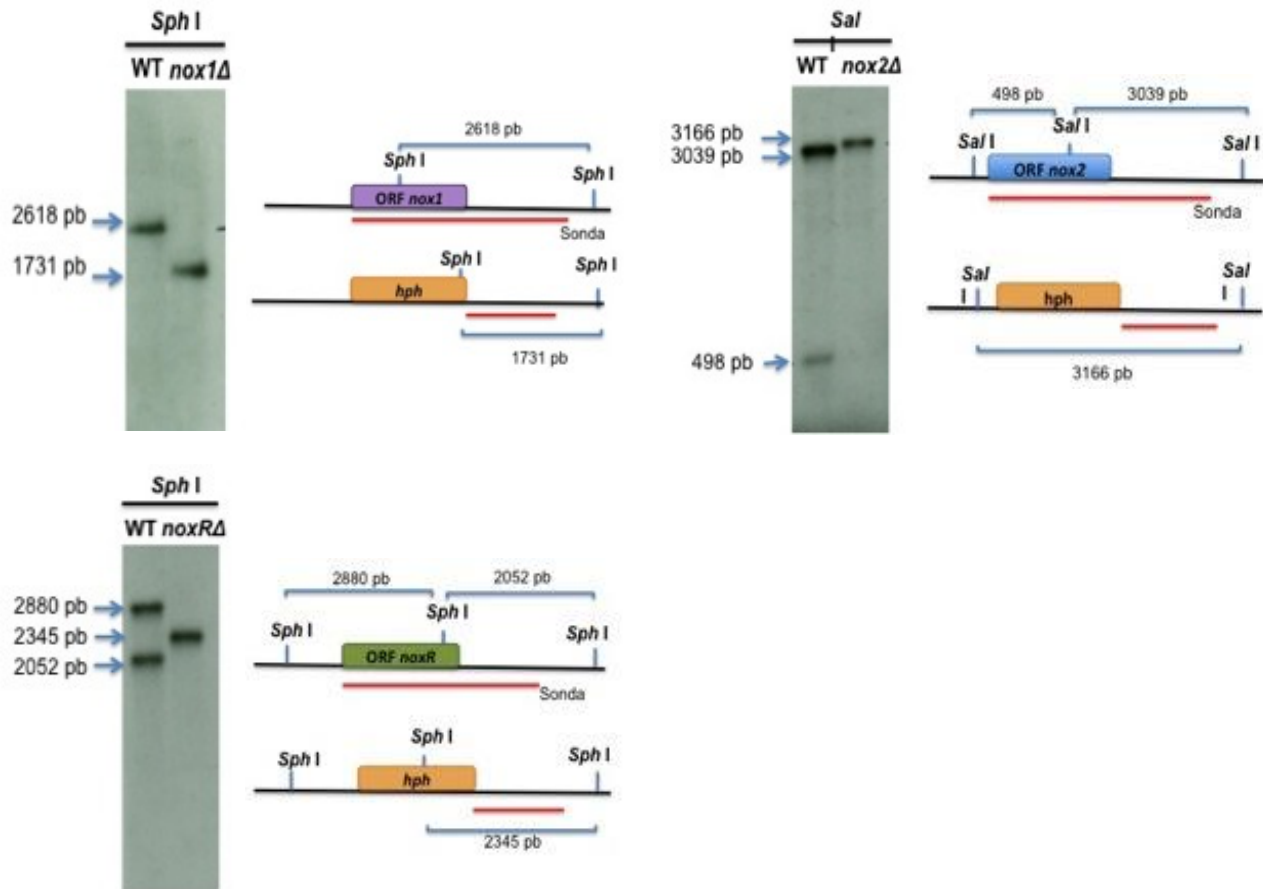 Sph I
WT nox1Δ
2618 pb
1731 pb
2618 pb
Sph I
Sph I
ORF nox1
Sonda
Sph I
Sph I
hph
1731 pb
Sal
I
WT nox2Δ
3166 pb
3039 pb
498 pb
498 pb
3039 pb
Sal I
Sal I
Sal I
ORF nox2
Sonda
Sal
I
Sal
I
hph
3166 pb
Sph I
WT noxRΔ
2880 pb
2345 pb
2052 pb
2880 pb
2052 pb
Sph I
Sph I
Sph I
ORF noxR
Sonda
Sph I
Sph I
Sph I
hph
2345 pb